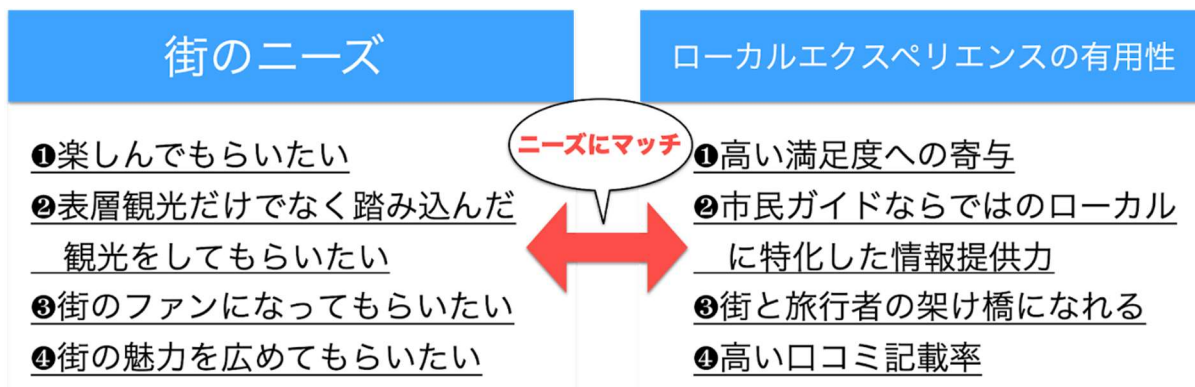 街のニーズ
❶楽しんでもらいたい
❷表層観光だけでなく踏み込んだ
観光をしてもらいたい
❸街のファンになってもらいたい
❹街の魅力を広めてもらいたい
ニーズにマッチ
ローカルエクスペリエンスの有用性
❶高い満足度への寄与
❷市民ガイドならではのローカル
に特化した情報提供力
❸街と旅行者の架け橋になれる
❹高い口コミ記載率